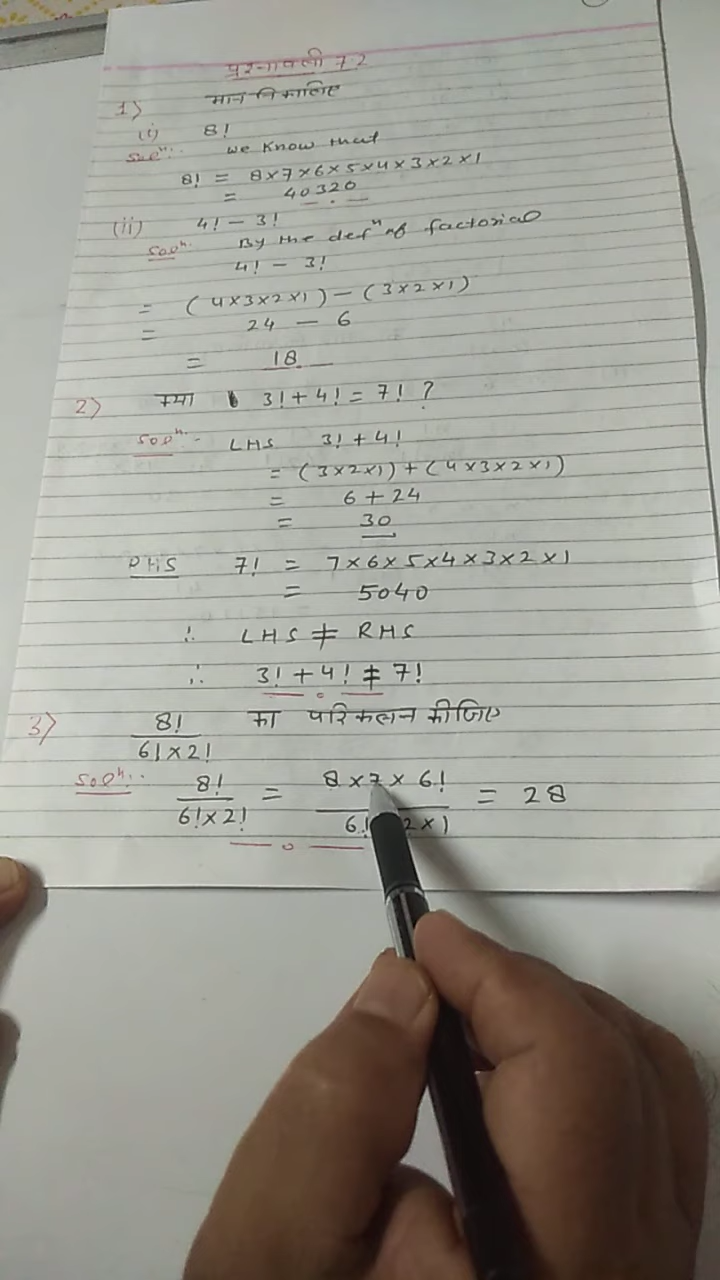 प्रश्नावली 7.2
1) मान निकालिए
(i) 8!
Solⁿ:. we know that
8! = 8×7×6×5×4×3×2×1
= 40320
(ii) 4! - 3!
Solⁿ. By the defⁿ of factorial
4! - 3!
= (4×3×2×1) - (3×2×1)
= 24 - 6
= 18
2) क्या 3! + 4! = 7! ?
Solⁿ:- LHS 3! + 4!
= (3×2×1) + (4×3×2×1)
= 6 + 24
= 30
RHS 7! = 7×6×5×4×3×2×1
= 5040
∴ LHS ≠ RHS
∴ 3! + 4! ≠ 7!
3) 8! / 6!×2! का परिकलन कीजिए
Solⁿ:. 8! / 6!×2! = 8×7×6! / 6! 2×1 = 28